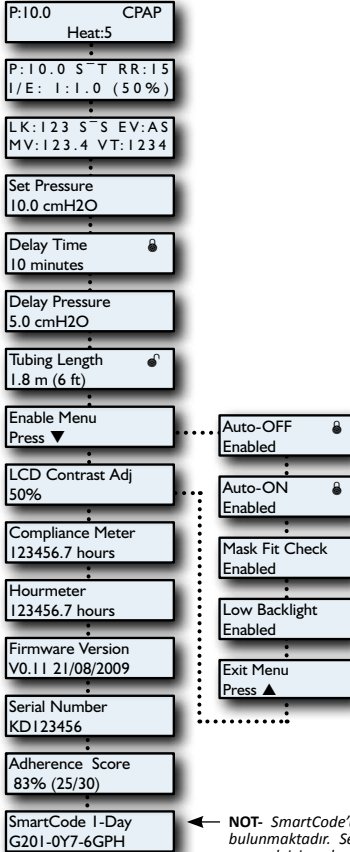 P:10.0 CPAP
Heat:5
P:10.0 S¯T RR:15
I/E: 1:1.0 (50%)
LK:123 S¯S EV:AS
MV:123.4 VT:1234
Set Pressure
10.0 cmH2O
Delay Time
10 minutes
Delay Pressure
5.0 cmH2O
Tubing Length
1.8 m (6 ft)
Enable Menu
Press ▼
Auto-OFF
Enabled
LCD Contrast Adj
50%
Auto-ON
Enabled
Compliance Meter
123456.7 hours
Mask Fit Check
Enabled
Hourmeter
123456.7 hours
Low Backlight
Enabled
Firmware Version
V0.11 21/08/2009
Exit Menu
Press ▲
Serial Number
KD123456
Adherence Score
83% (25/30)
SmartCode 1-Day
G201-0Y7-6GPH
NOT- SmartCode'
bulunmaktadır. Se